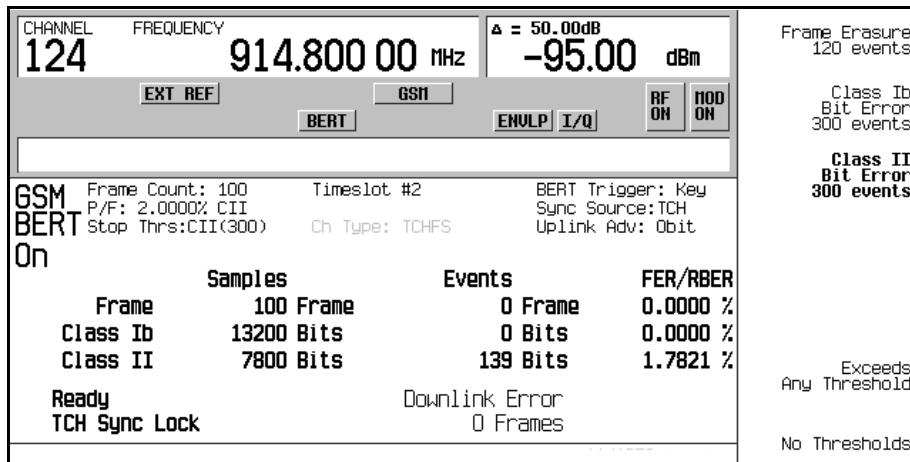 CHANNEL FREQUENCY
124 914.800 00 MHz
Δ = 50.00dB
-95.00 dBm
EXT REF GSM
BERT ENVLP I/Q
RF ON
MOD ON
GSM BERT On
Frame Count: 100 Timeslot #2 BERT Trigger: Key
P/F: 2.0000% CII Sync Source:TCH
Stop Thrs:CII(300) Ch Type: TCHFS Uplink Adv: 0bit
Samples Events FER/RBER
Frame 100 Frame 0 Frame 0.0000 %
Class Ib 13200 Bits 0 Bits 0.0000 %
Class II 7800 Bits 139 Bits 1.7821 %
Ready Downlink Error
TCH Sync Lock 0 Frames
Frame Erasure
120 events
Class Ib
Bit Error
300 events
Class II
Bit Error
300 events
Exceeds
Any Threshold
No Thresholds